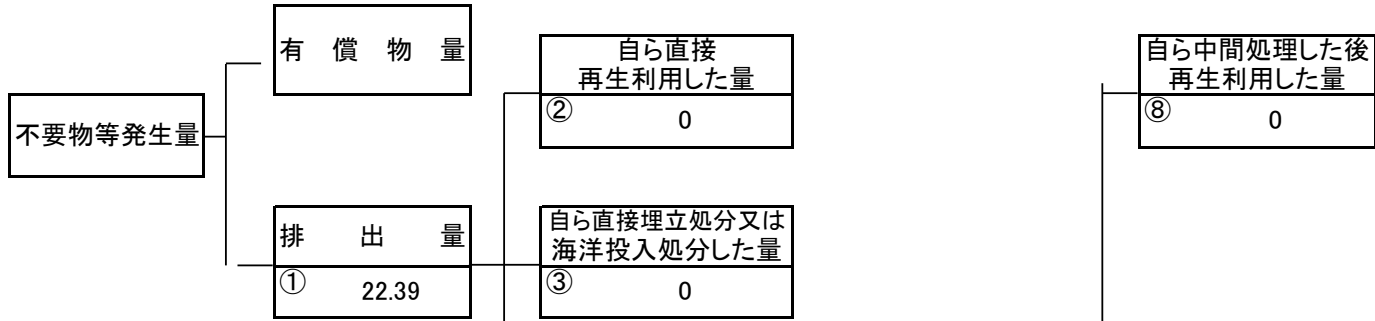 有償物量
自ら直接
再生利用した量
② 0
自ら中間処理した後
再生利用した量
⑧ 0
不要物等発生量
排出量
① 22.39
自ら直接埋立処分又は
海洋投入処分した量
③ 0